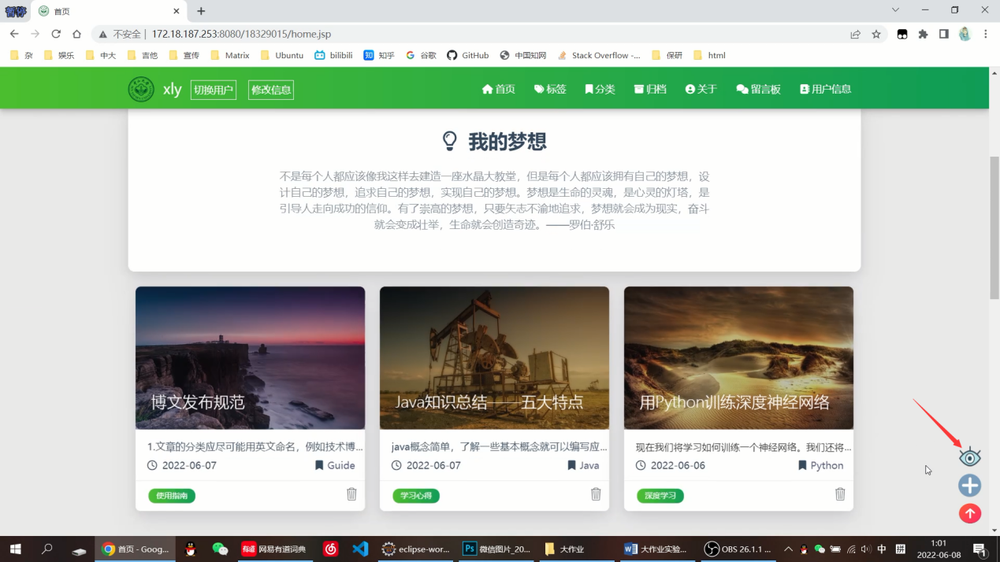 暂停
首页
不安全 | 172.18.187.253:8080/18329015/home.jsp
杂 娱乐 中大 吉他 宣传 Matrix Ubuntu bilibili 知 知乎 谷歌 GitHub 中国知网 Stack Overflow -... 保研 html
xly 切换用户 修改信息 首页 标签 分类 归档 关于 留言板 用户信息
我的梦想
不是每个人都应该像我这样去建造一座水晶大教堂，但是每个人都应该拥有自己的梦想，设
计自己的梦想，追求自己的梦想，实现自己的梦想。梦想是生命的灵魂，是心灵的灯塔，是
引导人走向成功的信仰。有了崇高的梦想，只要矢志不渝地追求，梦想就会成为现实，奋斗
就会变成壮举，生命就会创造奇迹。——罗伯·舒乐
博文发布规范
1.文章的分类应尽可能用英文命名，例如技术博...
2022-06-07 Guide
使用指南
Java知识总结——五大特点
java概念简单，了解一些基本概念就可以编写应...
2022-06-07 Java
学习心得
用Python训练深度神经网络
现在我们将学习如何训练一个神经网络。我们还将...
2022-06-06 Python
深度学习
首页 - Goog... 有道 网易有道词典 eclipse-wor... Ps 微信图片_20... 大作业 大作业实验... OBS 26.1.1 ... 中 拼 1:01
2022-06-08 1